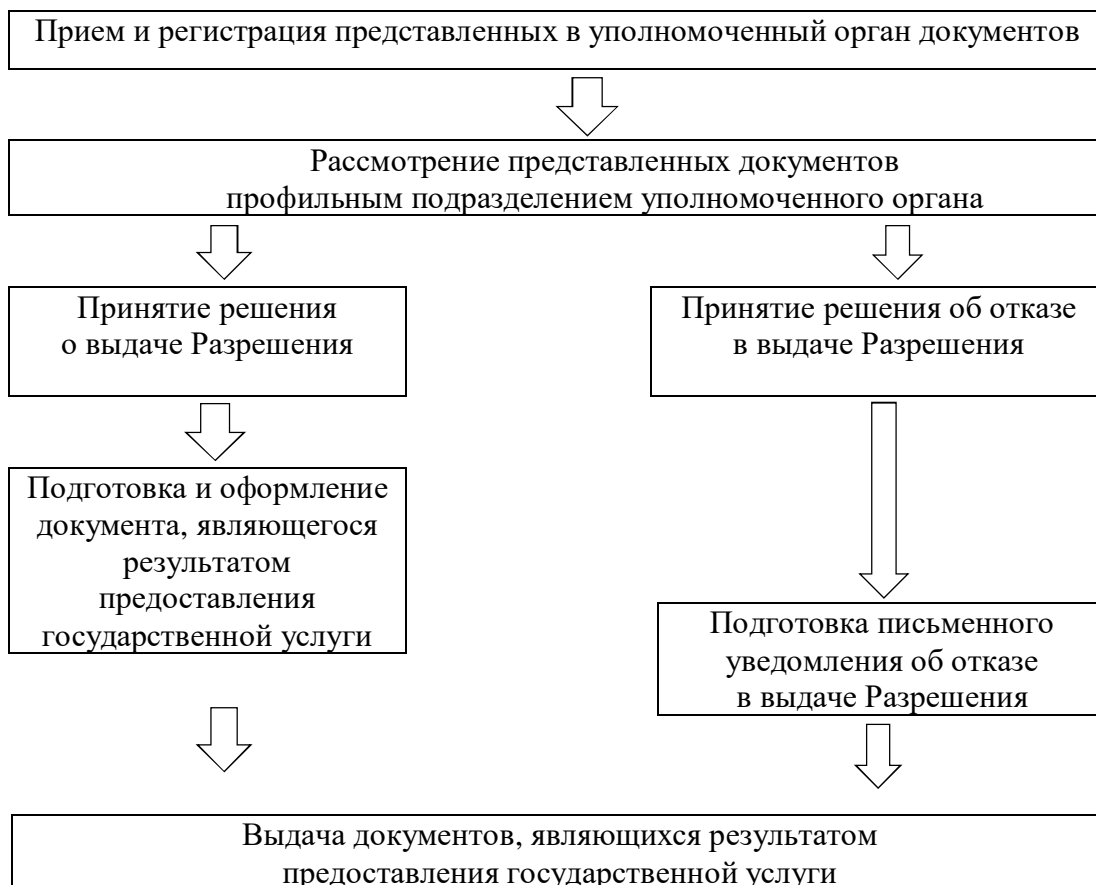 Прием и регистрация представленных в уполномоченный орган документов
Рассмотрение представленных документов
профильным подразделением уполномоченного органа
Принятие решения
о выдаче Разрешения
Принятие решения об отказе
в выдаче Разрешения
Подготовка и оформление
документа, являющегося
результатом
предоставления
государственной услуги
Подготовка письменного
уведомления об отказе
в выдаче Разрешения
Выдача документов, являющихся результатом
предоставления государственной услуги